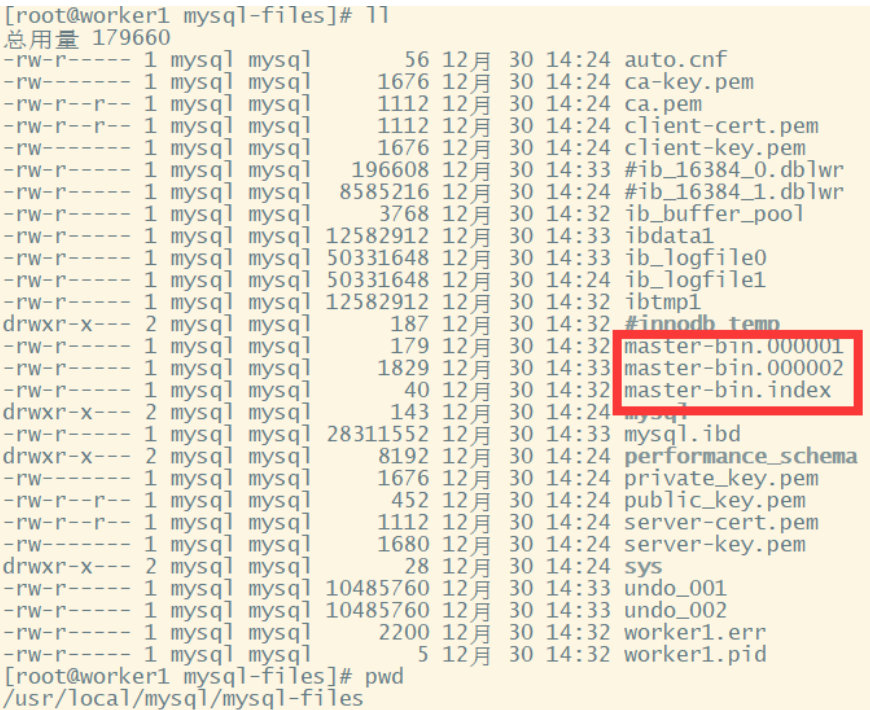 [root@worker1 mysql-files]# ll
总用量 179660
-rw-r----- 1 mysql mysql       56 12月  30 14:24 auto.cnf
-rw------- 1 mysql mysql     1676 12月  30 14:24 ca-key.pem
-rw-r--r-- 1 mysql mysql     1112 12月  30 14:24 ca.pem
-rw-r--r-- 1 mysql mysql     1112 12月  30 14:24 client-cert.pem
-rw------- 1 mysql mysql     1676 12月  30 14:24 client-key.pem
-rw-r----- 1 mysql mysql   196608 12月  30 14:33 #ib_16384_0.dblwr
-rw-r----- 1 mysql mysql  8585216 12月  30 14:24 #ib_16384_1.dblwr
-rw-r----- 1 mysql mysql     3768 12月  30 14:32 ib_buffer_pool
-rw-r----- 1 mysql mysql 12582912 12月  30 14:33 ibdata1
-rw-r----- 1 mysql mysql 50331648 12月  30 14:33 ib_logfile0
-rw-r----- 1 mysql mysql 50331648 12月  30 14:24 ib_logfile1
-rw-r----- 1 mysql mysql 12582912 12月  30 14:32 ibtmp1
drwxr-x--- 2 mysql mysql      187 12月  30 14:32 #innodb_temp
-rw-r----- 1 mysql mysql      179 12月  30 14:32 master-bin.000001
-rw-r----- 1 mysql mysql     1829 12月  30 14:33 master-bin.000002
-rw-r----- 1 mysql mysql       40 12月  30 14:32 master-bin.index
drwxr-x--- 2 mysql mysql      143 12月  30 14:24 mysql
-rw-r----- 1 mysql mysql 28311552 12月  30 14:33 mysql.ibd
drwxr-x--- 2 mysql mysql     8192 12月  30 14:24 performance_schema
-rw------- 1 mysql mysql     1676 12月  30 14:24 private_key.pem
-rw-r--r-- 1 mysql mysql      452 12月  30 14:24 public_key.pem
-rw-r--r-- 1 mysql mysql     1112 12月  30 14:24 server-cert.pem
-rw------- 1 mysql mysql     1680 12月  30 14:24 server-key.pem
drwxr-x--- 2 mysql mysql       28 12月  30 14:24 sys
-rw-r----- 1 mysql mysql 10485760 12月  30 14:33 undo_001
-rw-r----- 1 mysql mysql 10485760 12月  30 14:33 undo_002
-rw-r----- 1 mysql mysql     2200 12月  30 14:32 worker1.err
-rw-r----- 1 mysql mysql        5 12月  30 14:32 worker1.pid
[root@worker1 mysql-files]# pwd
/usr/local/mysql/mysql-files